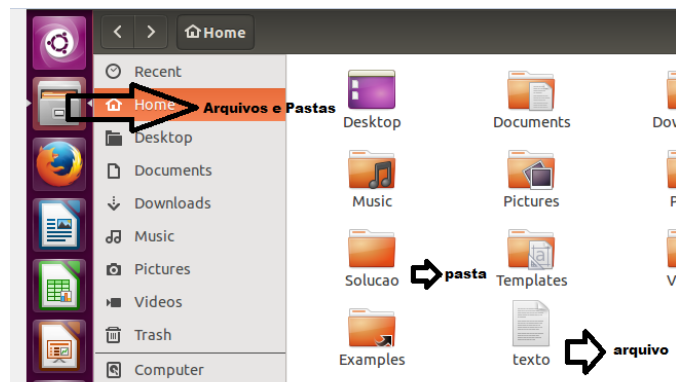 Home
Recent
Home
Arquivos e Pastas
Desktop
Documents
Downloads
Music
Pictures
Videos
Trash
Computer
Desktop
Documents
Dov
Music
Pictures
P
Solucao
pasta
Templates
V
Examples
texto
arquivo